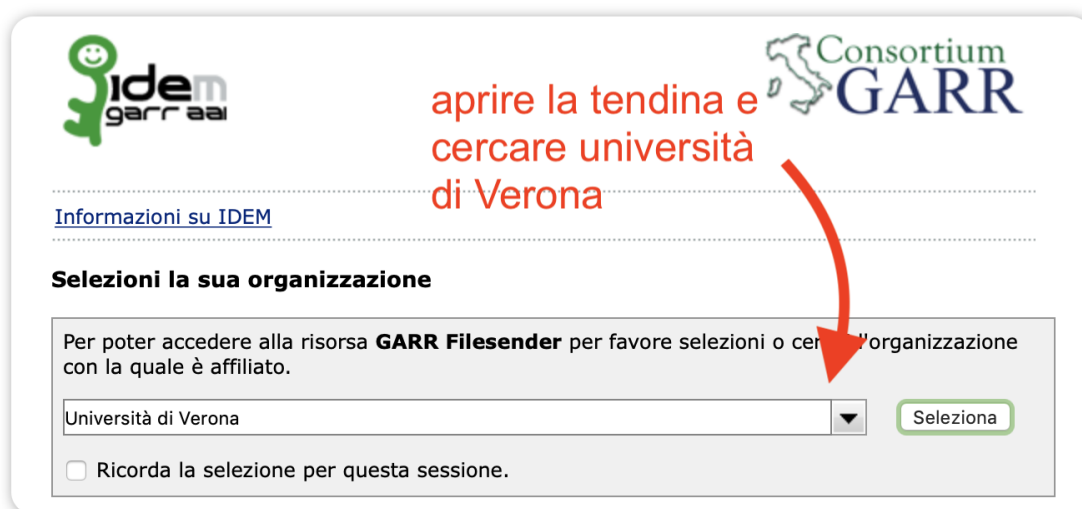 idem
garr aai
Consortium
GARR
aprire la tendina e
cercare università
di Verona
Informazioni su IDEM
Selezioni la sua organizzazione
Per poter accedere alla risorsa GARR Filesender per favore selezioni o cer l'organizzazione
con la quale è affiliato.
Università di Verona
Seleziona
Ricorda la selezione per questa sessione.